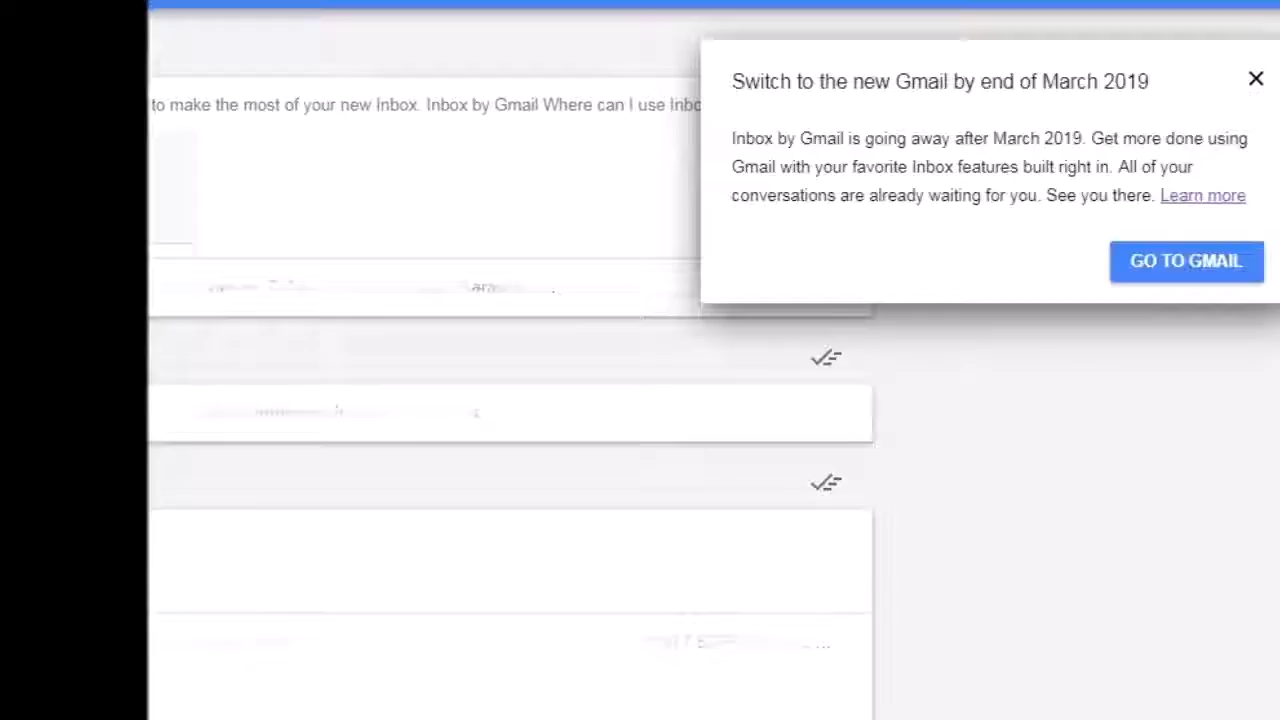 Switch to the new Gmail by end of March 2019
to make the most of your new Inbox. Inbox by Gmail Where can I use Inbo
Inbox by Gmail is going away after March 2019. Get more done using
Gmail with your favorite Inbox features built right in. All of your
conversations are already waiting for you. See you there. Learn more
GO TO GMAIL